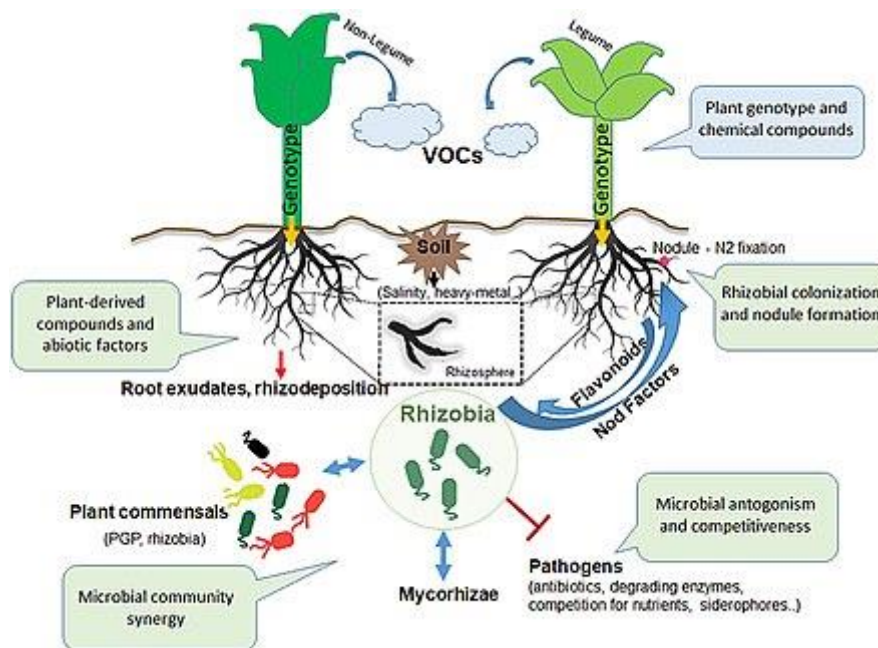 Non-Legume
Legume
Plant genotype and
chemical compounds
VOCs
Genotype
Genotype
Soil
Nodule - N2 fixation
(Salinity, heavy-metal..)
Plant-derived
compounds and
abiotic factors
Rhizobial colonization
and nodule formation
Rhizosphere
Root exudates, rhizodeposition
Flavonoids
Nod Factors
Rhizobia
Plant commensals
(PGP, rhizobia)
Microbial antogonism
and competitiveness
Pathogens
(antibiotics, degrading enzymes,
competition for nutrients, siderophores..)
Mycorhizae
Microbial community
synergy